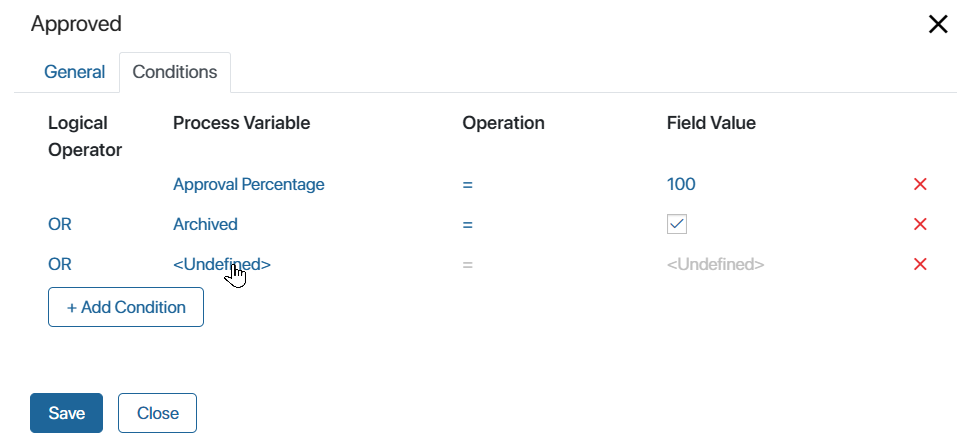 Approved
General Conditions
Logical Operator Process Variable Operation Field Value
Approval Percentage = 100
OR Archived =
OR <Undefined> = <Undefined>
+ Add Condition
Save Close